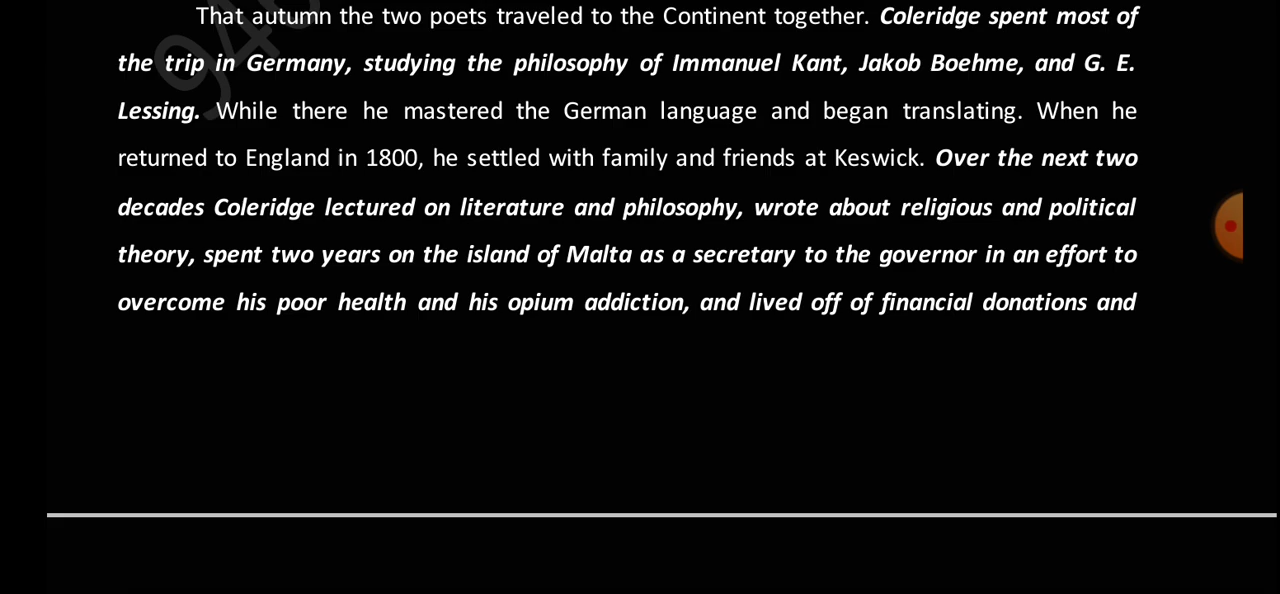 That autumn the two poets traveled to the Continent together. Coleridge spent most of
the trip in Germany, studying the philosophy of Immanuel Kant, Jakob Boehme, and G. E.
Lessing. While there he mastered the German language and began translating. When he
returned to England in 1800, he settled with family and friends at Keswick. Over the next two
decades Coleridge lectured on literature and philosophy, wrote about religious and political
theory, spent two years on the island of Malta as a secretary to the governor in an effort to
overcome his poor health and his opium addiction, and lived off of financial donations and